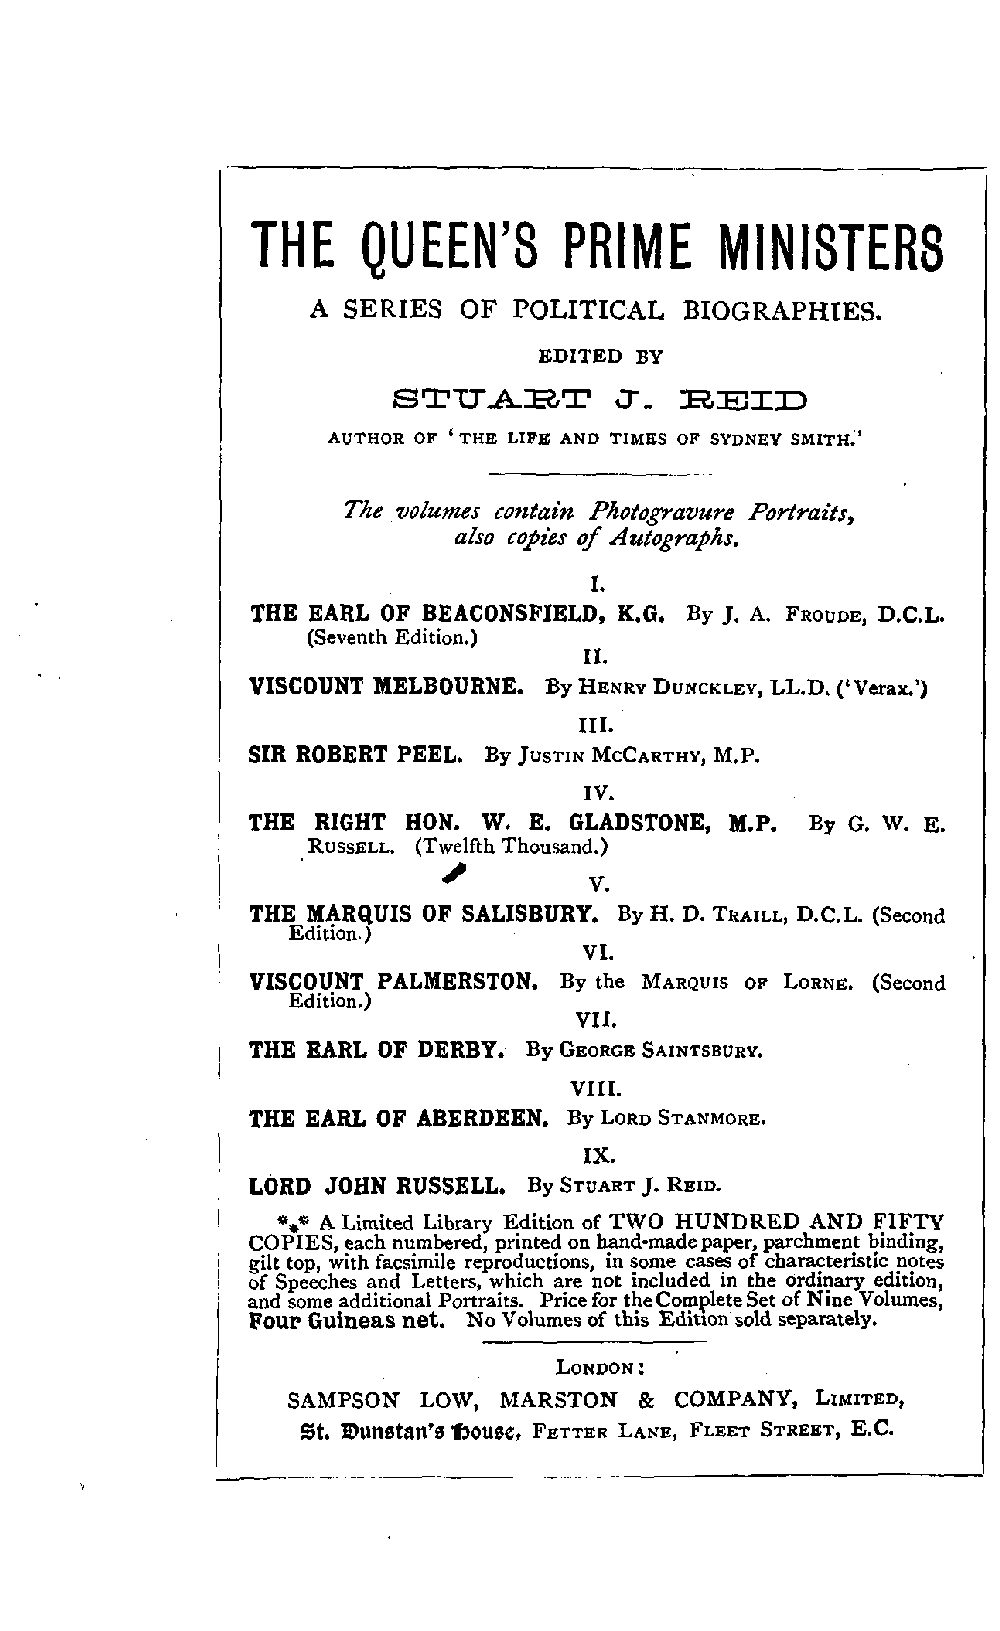 THE QUEEN'S PRIME MINISTERS
A SERIES OF POLITICAL BIOGRAPHIES.
EDITED BY
STUART J. REID
AUTHOR OF 'THE LIFE AND TIMES OF SYDNEY SMITH.'
The volumes contain Photogravure Portraits,
also copies of Autographs.
I.
THE EARL OF BEACONSFIELD, K.G. By J. A. FROUDE, D.C.L.
(Seventh Edition.)
II.
VISCOUNT MELBOURNE. By HENRY DUNCKLEY, LL.D. ('Verax.')
III.
SIR ROBERT PEEL. By JUSTIN MCCARTHY, M.P.
IV.
THE RIGHT HON. W. E. GLADSTONE, M.P. By G. W. E.
RUSSELL. (Twelfth Thousand.)
V.
THE MARQUIS OF SALISBURY. By H. D. TRAILL, D.C.L. (Second
Edition.)
VI.
VISCOUNT PALMERSTON. By the MARQUIS OF LORNE. (Second
Edition.)
VII.
THE EARL OF DERBY. By GEORGE SAINTSBURY.
VIII.
THE EARL OF ABERDEEN. By LORD STANMORE.
IX.
LORD JOHN RUSSELL. By STUART J. REID.
*** A Limited Library Edition of TWO HUNDRED AND FIFTY
COPIES, each numbered, printed on hand-made paper, parchment binding,
gilt top, with facsimile reproductions, in some cases of characteristic notes
of Speeches and Letters, which are not included in the ordinary edition,
and some additional Portraits. Price for the Complete Set of Nine Volumes,
Four Guineas net. No Volumes of this Edition sold separately.
LONDON:
SAMPSON LOW, MARSTON & COMPANY, LIMITED,
St. Dunstan's House, FETTER LANE, FLEET STREET, E.C.